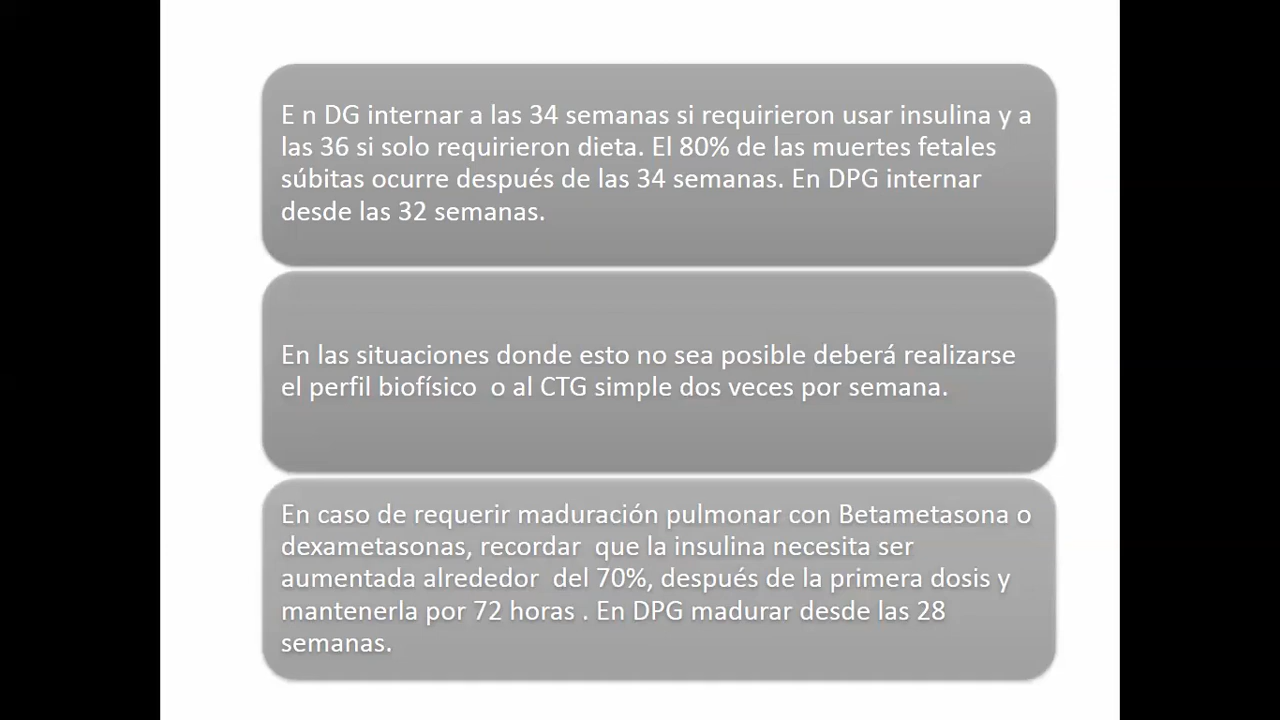 E n DG internar a las 34 semanas si requirieron usar insulina y a
las 36 si solo requirieron dieta. El 80% de las muertes fetales
súbitas ocurre después de las 34 semanas. En DPG internar
desde las 32 semanas.
En las situaciones donde esto no sea posible deberá realizarse
el perfil biofísico  o al CTG simple dos veces por semana.
En caso de requerir maduración pulmonar con Betametasona o
dexametasonas, recordar  que la insulina necesita ser
aumentada alrededor  del 70%, después de la primera dosis y
mantenerla por 72 horas . En DPG madurar desde las 28
semanas.